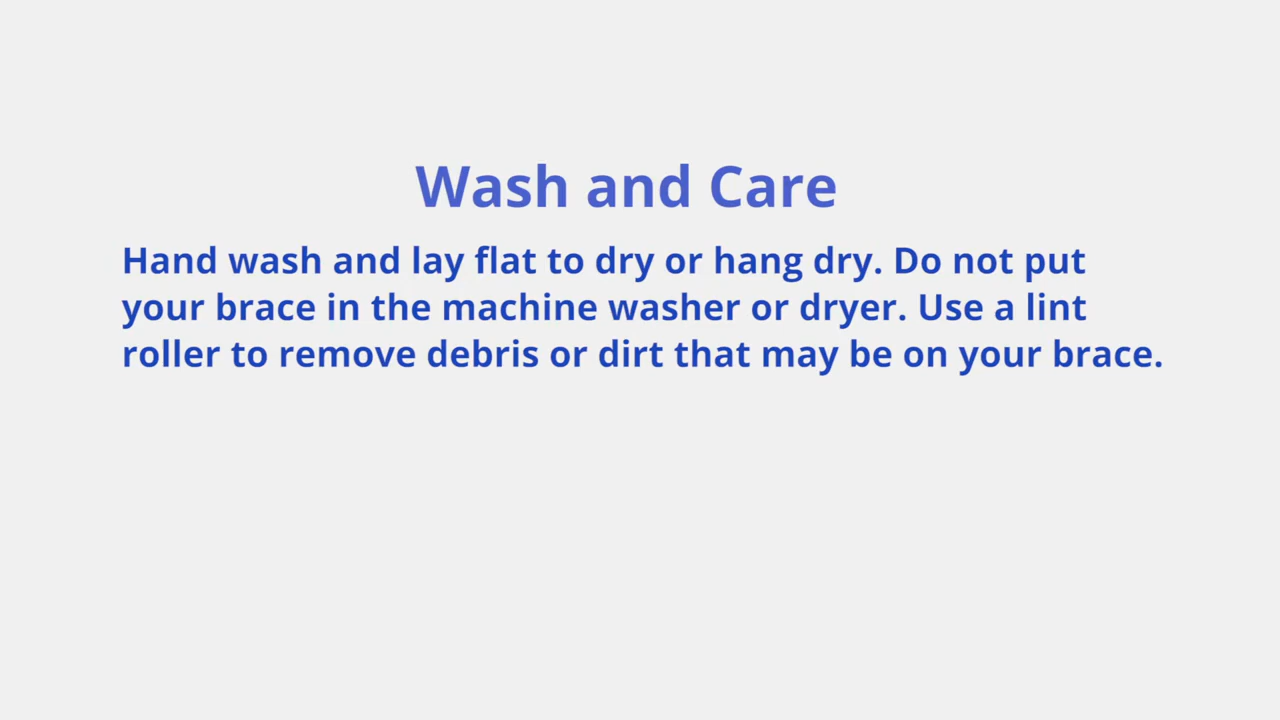 Wash and Care
Hand wash and lay flat to dry or hang dry. Do not put
your brace in the machine washer or dryer. Use a lint
roller to remove debris or dirt that may be on your brace.